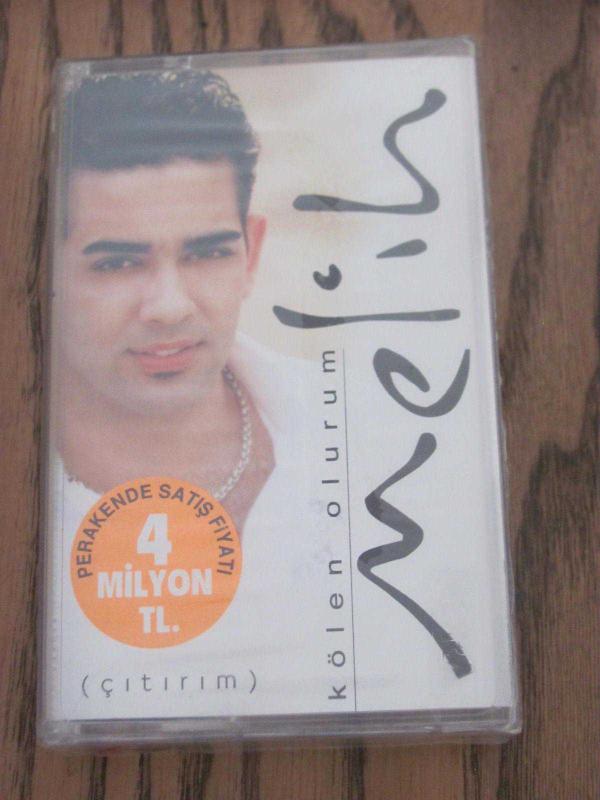 melih
kölen olurum
PERAKENDE SATIŞ FİYATI
4
MİLYON
TL.
(çıtırım)